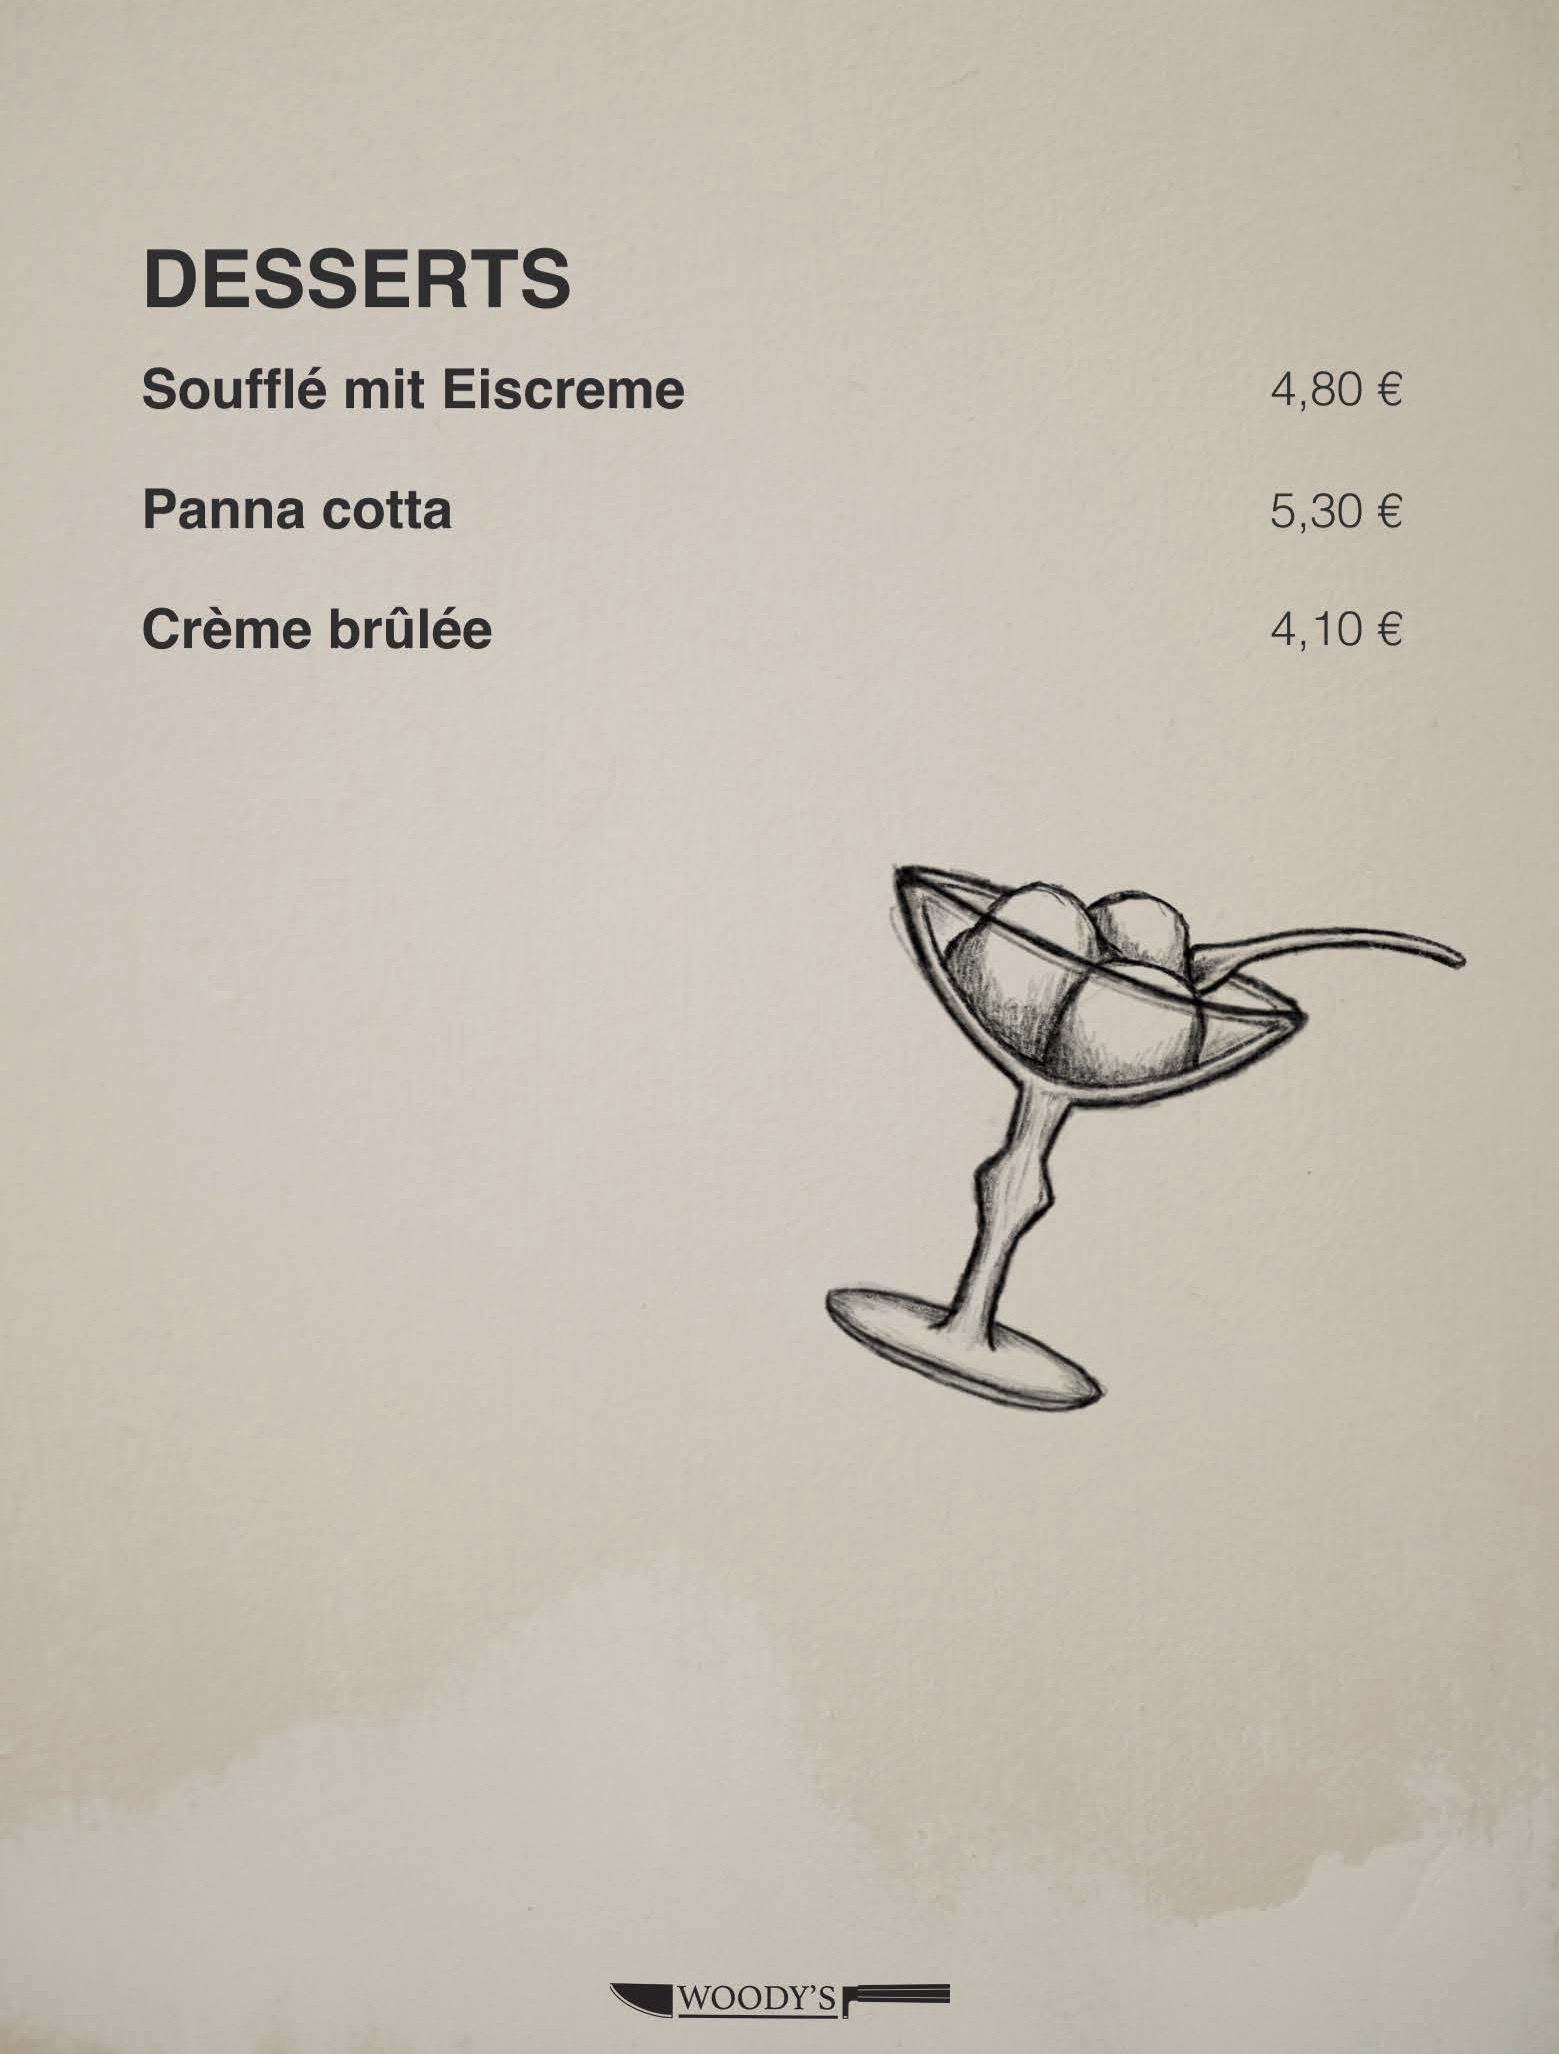 DESSERTS
Soufflé mit Eiscreme 4,80 €
Panna cotta 5,30 €
Crème brûlée 4,10 €
WOODY'S